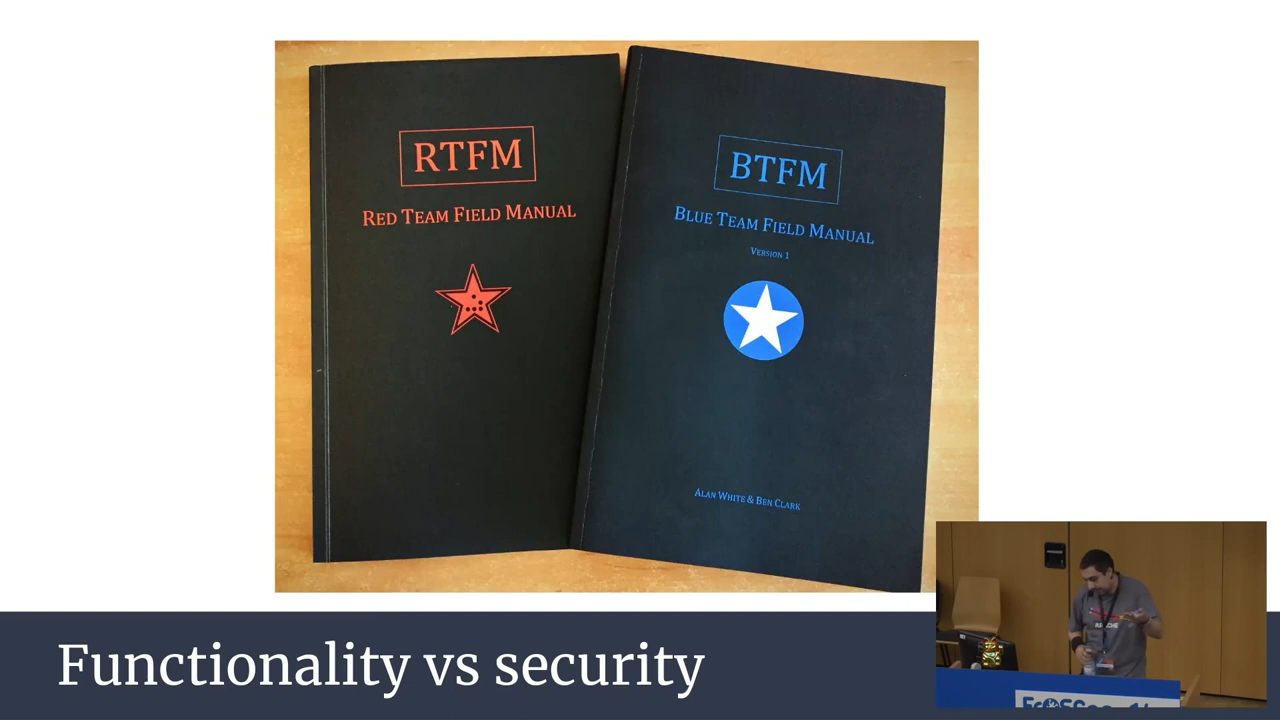 RTFM
RED TEAM FIELD MANUAL
BTFM
BLUE TEAM FIELD MANUAL
VERSION 1
ALAN WHITE & BEN CLARK
Functionality vs security